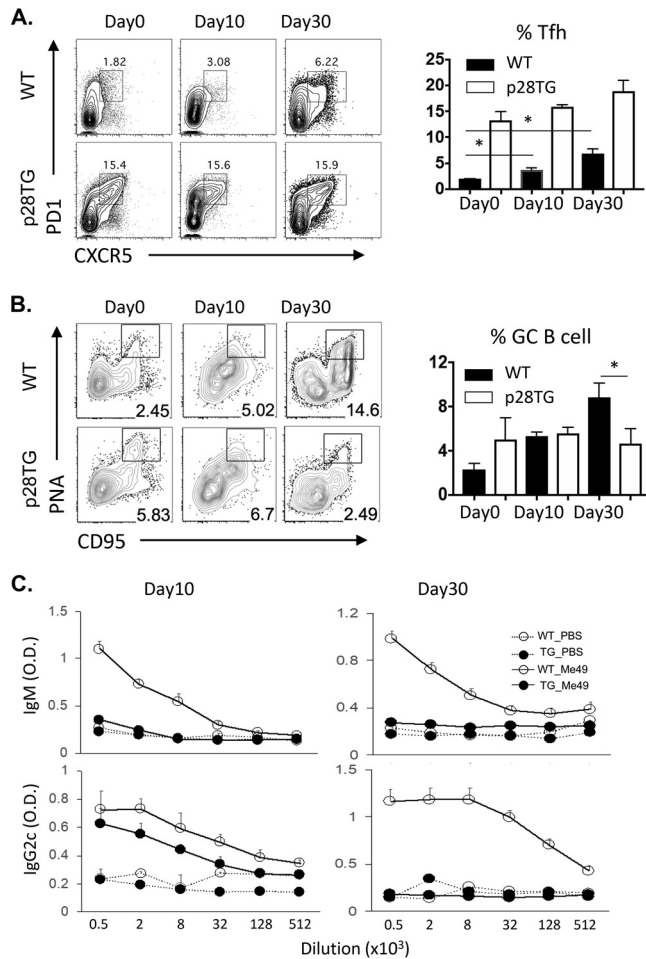 A.
Day0 Day10 Day30
WT
1.82 3.08 6.22
p28TG
15.4 15.6 15.9
PD1
CXCR5
% Tfh
25
20
15
10
5
0
WT
p28TG
*
*
Day0 Day10 Day30
B.
Day0 Day10 Day30
WT
2.45 5.02 14.6
p28TG
5.83 6.7 2.49
PNA
CD95
% GC B cell
12
8
4
0
WT
p28TG
*
Day0 Day10 Day30
C.
Day10 Day30
IgM (O.D.)
1.5
1
0.5
0
1.2
0.8
0.4
0
WT_PBS
TG_PBS
WT_Me49
TG_Me49
IgG2c (O.D.)
0.8
0.6
0.4
0.2
0
1.5
1
0.5
0
0.5 2 8 32 128 512
0.5 2 8 32 128 512
Dilution (x10³)